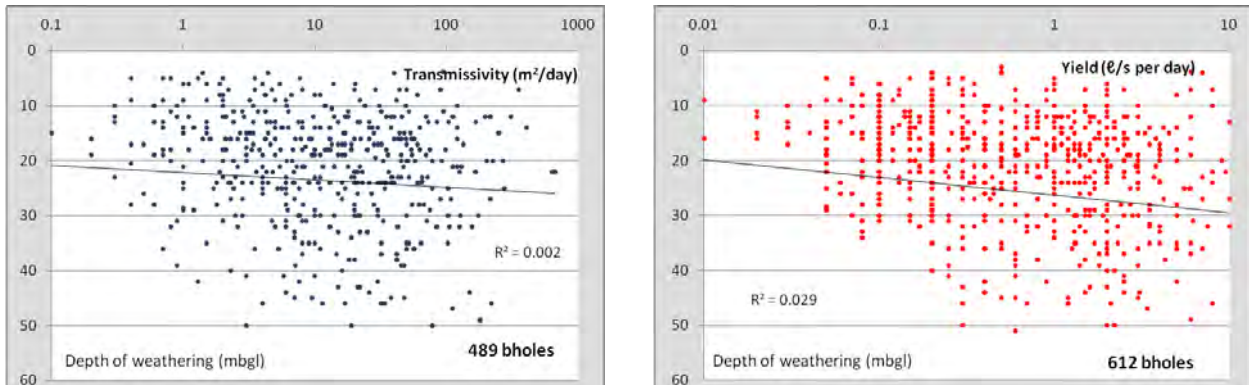 0.1 1 10 100 1000
0
10
20
30
40
50
60
Transmissivity (m²/day)
R² = 0.002
489 bholes
Depth of weathering (mbgl)
0.01 0.1 1 10
0
10
20
30
40
50
60
Yield (ℓ/s per day)
R² = 0.029
612 bholes
Depth of weathering (mbgl)